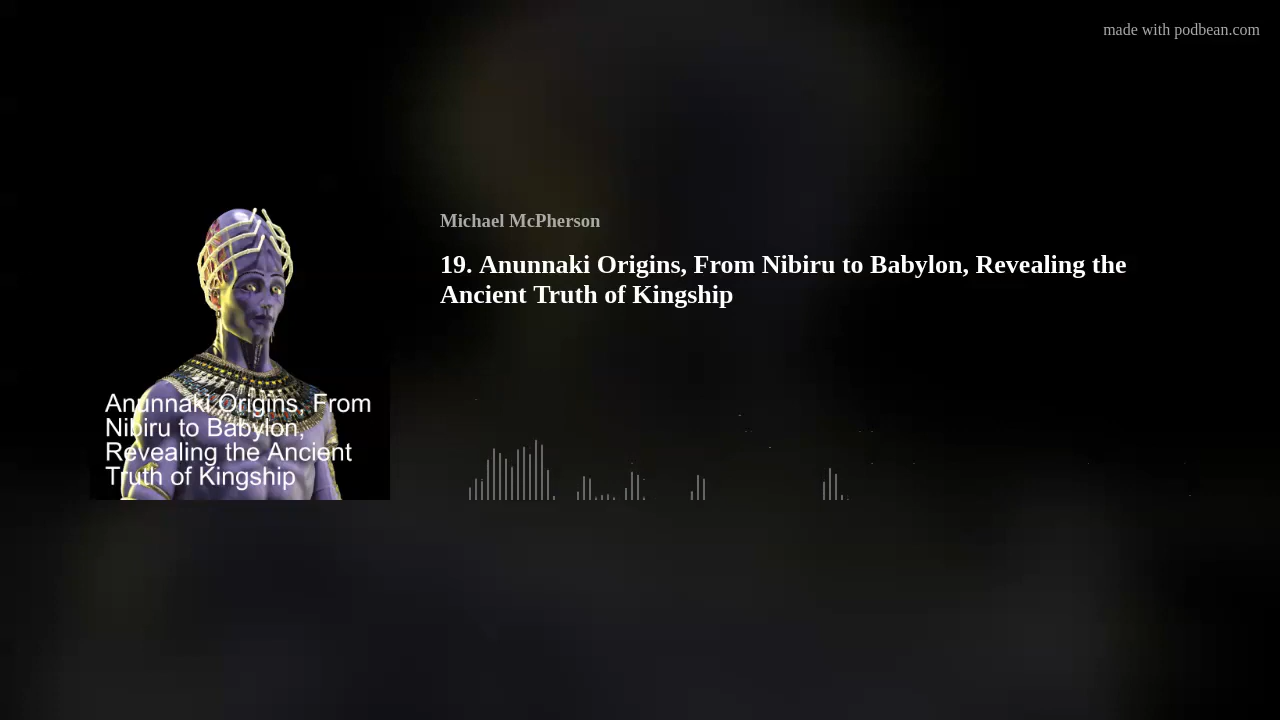 made with podbean.com
Michael McPherson
19. Anunnaki Origins, From Nibiru to Babylon, Revealing the
Ancient Truth of Kingship
Anunnaki Origins, From
Nibiru to Babylon,
Revealing the Ancient
Truth of Kingship